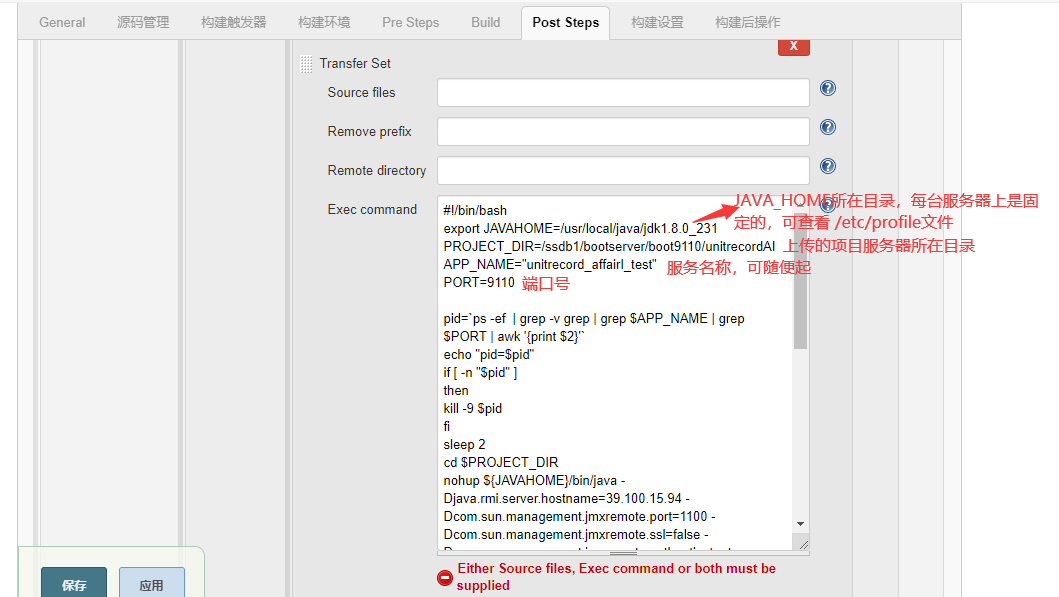 General 源码管理 构建触发器 构建环境 Pre Steps Build Post Steps 构建设置 构建后操作
X
Transfer Set
Source files
Remove prefix
Remote directory
Exec command
#!/bin/bash
export JAVAHOME=/usr/local/java/jdk1.8.0_231
PROJECT_DIR=/ssdb1/bootserver/boot9110/unitrecordAI
APP_NAME="unitrecord_affairl_test"
PORT=9110
JAVA_HOME所在目录，每台服务器上是固
定的，可查看 /etc/profile文件
上传的项目服务器所在目录
服务名称，可随便起
端口号
pid=`ps -ef | grep -v grep | grep $APP_NAME | grep
$PORT | awk '{print $2}'`
echo "pid=$pid"
if [ -n "$pid" ]
then
kill -9 $pid
fi
sleep 2
cd $PROJECT_DIR
nohup ${JAVAHOME}/bin/java -
Djava.rmi.server.hostname=39.100.15.94 -
Dcom.sun.management.jmxremote.port=1100 -
Dcom.sun.management.jmxremote.ssl=false -
Either Source files, Exec command or both must be
supplied
保存 应用